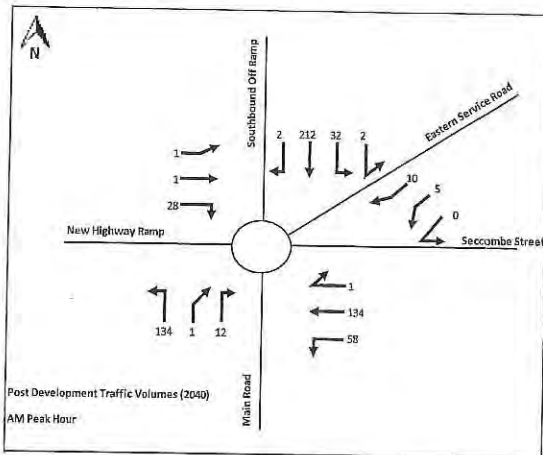 N
Southbound Off Ramp
Eastern Service Road
2 212 32 2
1
1
28
10
5
0
New Highway Ramp
Seccombe Street
1
134
58
134 1 12
Main Road
Post Development Traffic Volumes (2040)
AM Peak Hour